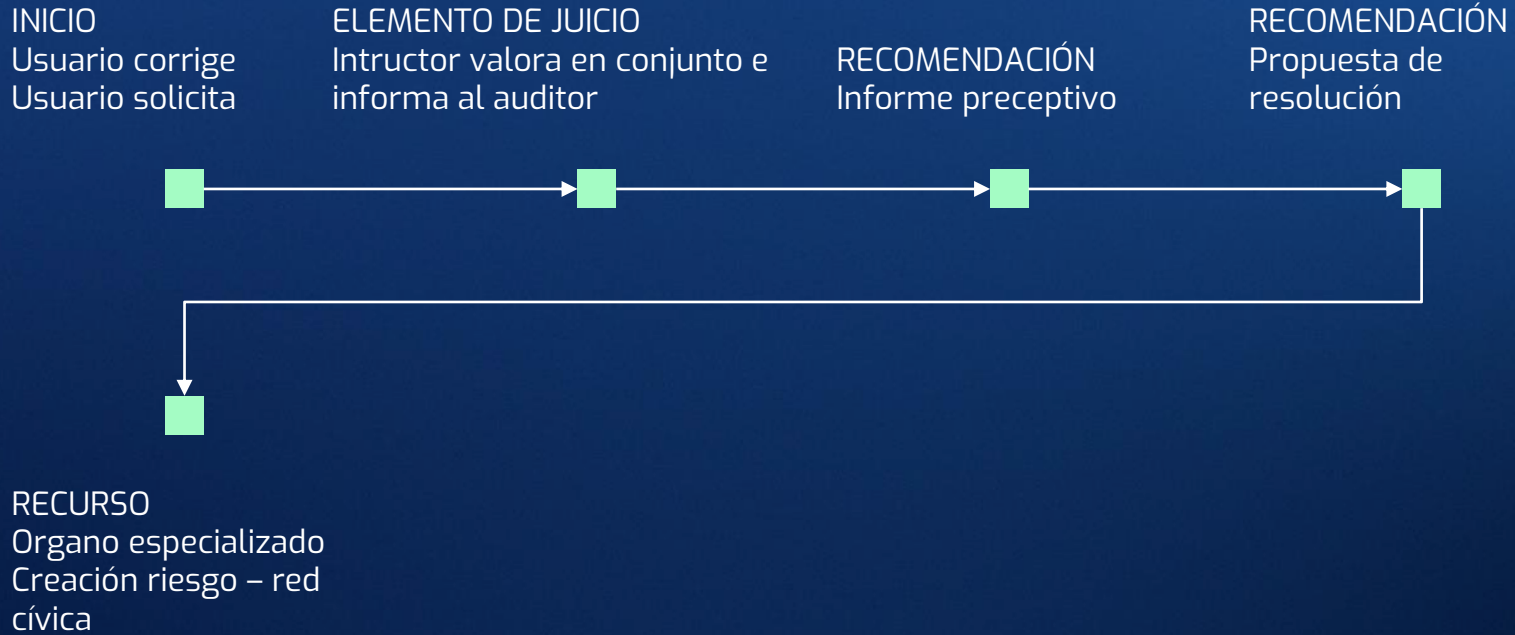 INICIO
Usuario corrige
Usuario solicita
ELEMENTO DE JUICIO
Intructor valora en conjunto e
informa al auditor
RECOMENDACIÓN
Informe preceptivo
RECOMENDACIÓN
Propuesta de
resolución
RECURSO
Organo especializado
Creación riesgo – red
cívica